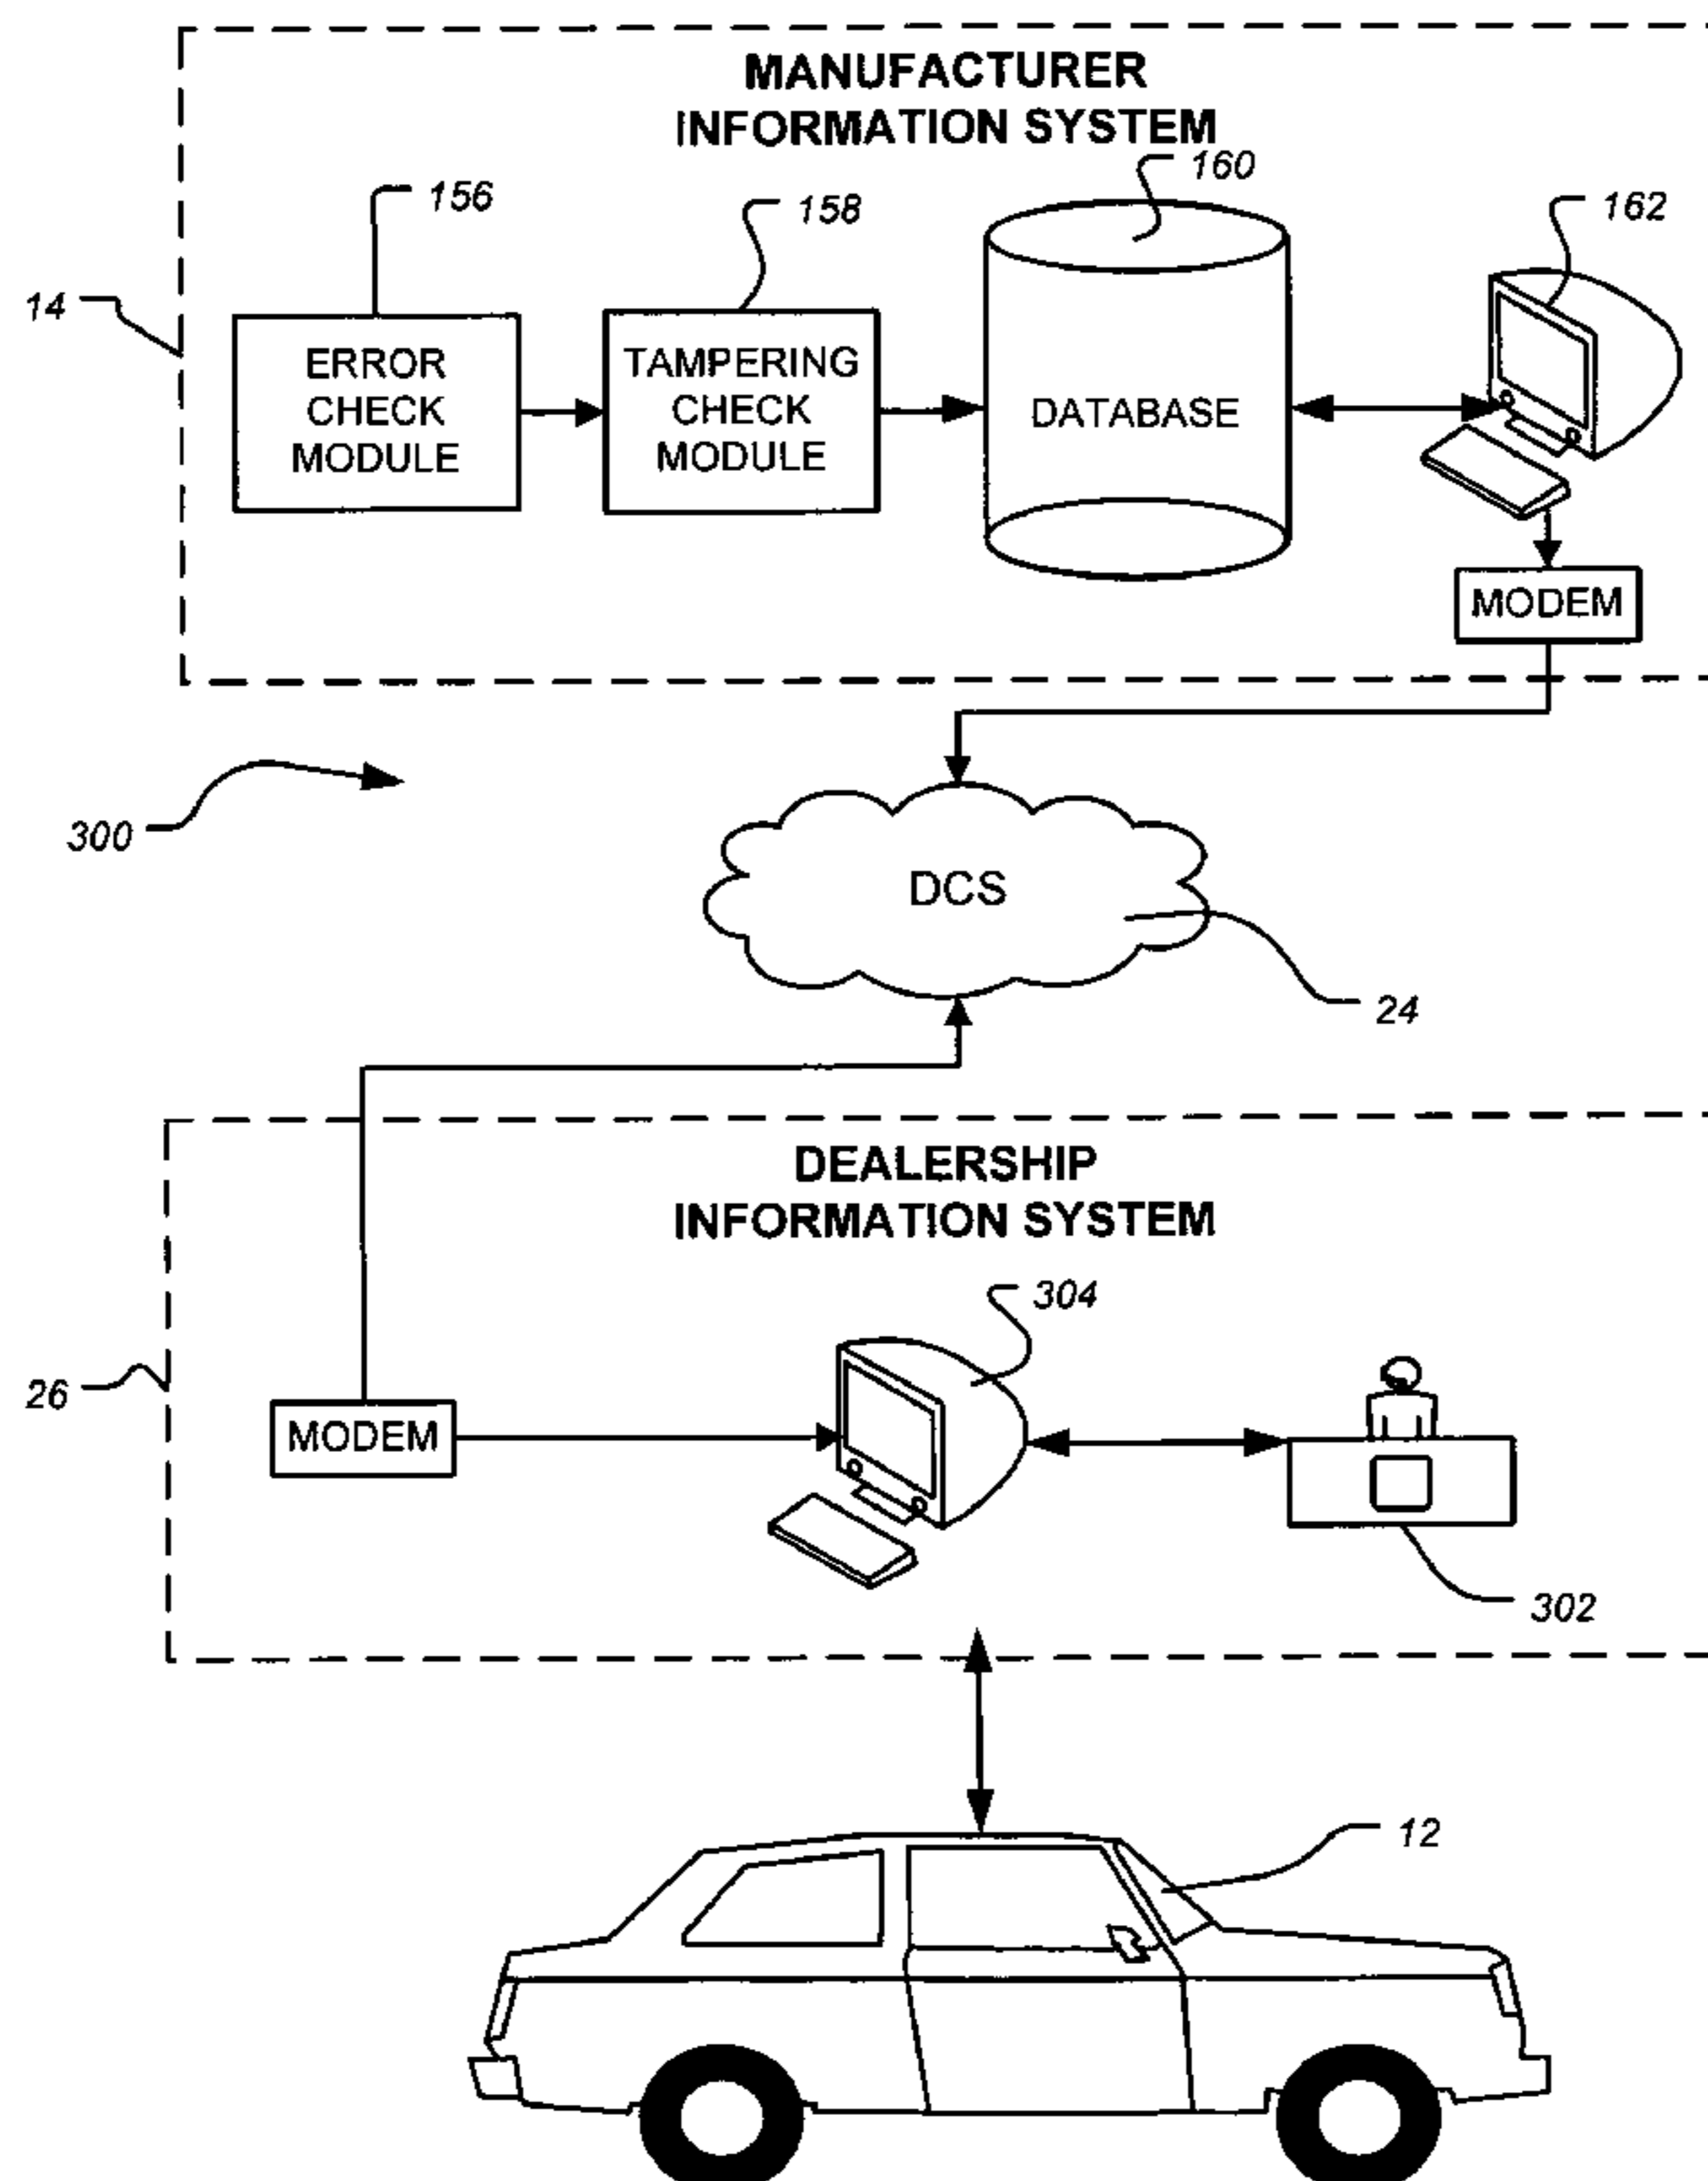 MANUFACTURER
INFORMATION SYSTEM
160
156
158
162
14
ERROR
CHECK
MODULE
TAMPERING
CHECK
MODULE
DATABASE
MODEM
300
DCS
24
DEALERSHIP
INFORMATION SYSTEM
304
26
MODEM
302
12